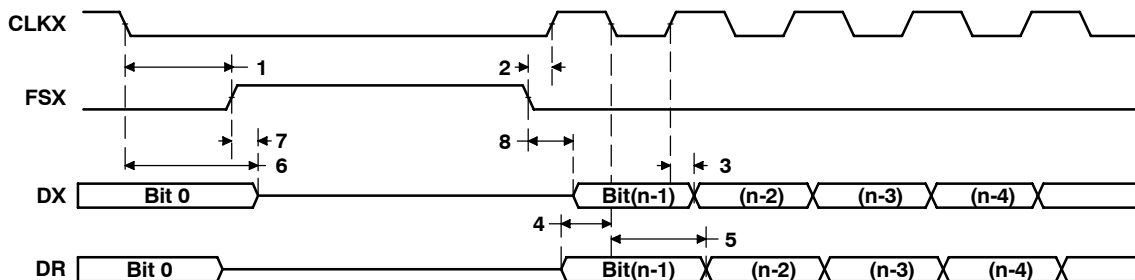 CLKX
1
2
FSX
7
8
6
3
DX
Bit 0
Bit(n-1)
(n-2)
(n-3)
(n-4)
4
5
DR
Bit 0
Bit(n-1)
(n-2)
(n-3)
(n-4)